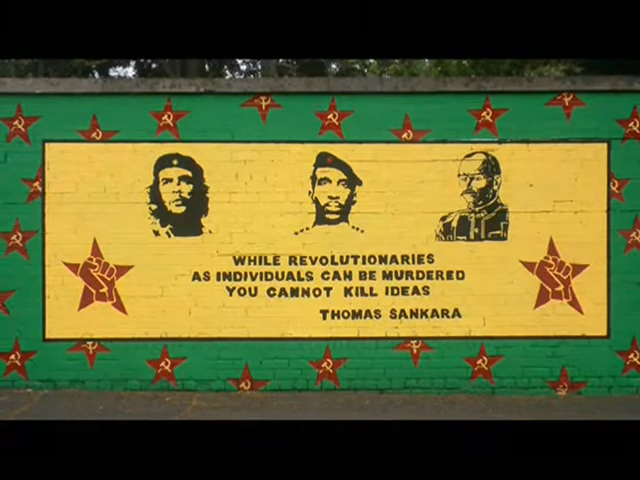 WHILE REVOLUTIONARIES
AS INDIVIDUALS CAN BE MURDERED
YOU CANNOT KILL IDEAS
THOMAS SANKARA